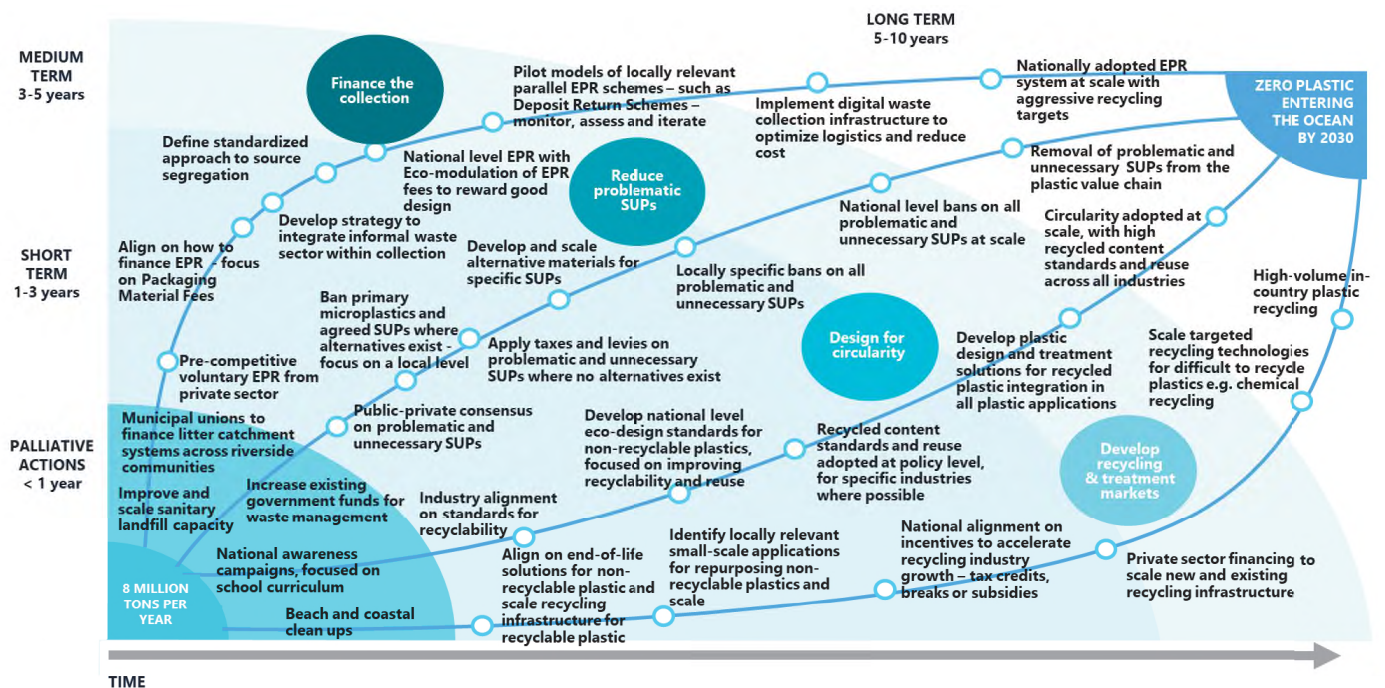 LONG TERM
5-10 years
MEDIUM
TERM
3-5 years
SHORT
TERM
1-3 years
PALLIATIVE
ACTIONS
< 1 year
Finance the
collection
Align on how to
finance EPR - focus
on Packaging
Material Fees
Pre-competitive
voluntary EPR from
private sector
Define standardized
approach to source
segregation
Develop strategy to
integrate informal waste
sector within collection
National level EPR with
Eco-modulation of EPR
fees to reward good
design
Pilot models of locally relevant
parallel EPR schemes – such as
Deposit Return Schemes –
monitor, assess and iterate
Implement digital waste
collection infrastructure to
optimize logistics and reduce
cost
Nationally adopted EPR
system at scale with
aggressive recycling
targets
ZERO PLASTIC
ENTERING
THE OCEAN
BY 2030
Reduce
problematic
SUPs
Public-private consensus
on problematic and
unnecessary SUPs
Ban primary
microplastics and
agreed SUPs where
alternatives exist -
focus on a local level
Apply taxes and levies on
problematic and unnecessary
SUPs where no alternatives exist
Develop and scale
alternative materials for
specific SUPs
Locally specific bans on all
problematic and
unnecessary SUPs
National level bans on all
problematic and
unnecessary SUPs at scale
Removal of problematic and
unnecessary SUPs from the
plastic value chain
Design for
circularity
Industry alignment
on standards for
recyclability
Develop national level
eco-design standards for
non-recyclable plastics,
focused on improving
recyclability and reuse
Recycled content
standards and reuse
adopted at policy level,
for specific industries
where possible
Develop plastic
design and treatment
solutions for recycled
plastic integration in
all plastic applications
Circularity adopted at
scale, with high
recycled content
standards and reuse
across all industries
Develop
recycling
& treatment
markets
Align on end-of-life
solutions for non-
recyclable plastic and
scale recycling
infrastructure for
recyclable plastic
Identify locally relevant
small-scale applications
for repurposing non-
recyclable plastics and
scale
National alignment on
incentives to accelerate
recycling industry
growth – tax credits,
breaks or subsidies
Private sector financing to
scale new and existing
recycling infrastructure
Scale targeted
recycling technologies
for difficult to recycle
plastics e.g. chemical
recycling
High-volume in-
country plastic
recycling
Municipal unions to
finance litter catchment
systems across riverside
communities
Improve and
scale sanitary
landfill capacity
Increase existing
government funds for
waste management
National awareness
campaigns, focused on
school curriculum
Beach and coastal
clean ups
8 MILLION
TONS PER
YEAR
TIME